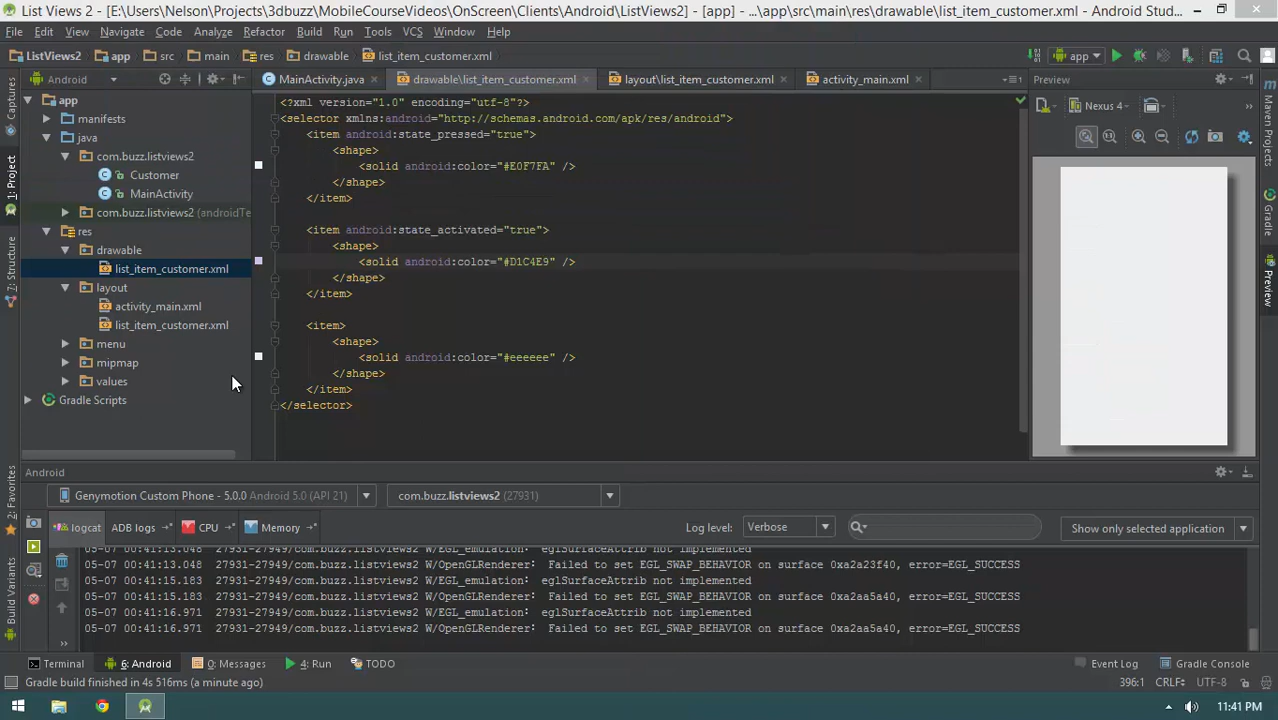 List Views 2 - [E:\Users\Nelson\Projects\3dbuzz\MobileCourseVideos\OnScreen\Clients\Android\ListViews2] - [app] - ...\app\src\main\res\drawable\list_item_customer.xml - Android Stud...
File Edit View Navigate Code Analyze Refactor Build Run Tools VCS Window Help
ListViews2 app src main res drawable list_item_customer.xml app
Android MainActivity.java drawable\list_item_customer.xml layout\list_item_customer.xml activity_main.xml Preview
Nexus 4
app
manifests
java
com.buzz.listviews2
Customer
MainActivity
com.buzz.listviews2 (androidTe
res
drawable
list_item_customer.xml
layout
activity_main.xml
list_item_customer.xml
menu
mipmap
values
Gradle Scripts
<?xml version="1.0" encoding="utf-8"?>
<selector xmlns:android="http://schemas.android.com/apk/res/android">
<item android:state_pressed="true">
<shape>
<solid android:color="#E0F7FA" />
</shape>
</item>
<item android:state_activated="true">
<shape>
<solid android:color="#D1C4E9" />
</shape>
</item>
<item>
<shape>
<solid android:color="#eeeeee" />
</shape>
</item>
</selector>
Captures
1: Project
7: Structure
2: Favorites
Build Variants
Maven Projects
Gradle
Preview
Android
Genymotion Custom Phone - 5.0.0 Android 5.0 (API 21) com.buzz.listviews2 (27931)
logcat ADB logs CPU Memory Log level: Verbose Show only selected application
05-07 00:41:13.048 27931-27949/com.buzz.listviews2 W/EGL_emulation: eglSurfaceAttrib not implemented
05-07 00:41:13.048 27931-27949/com.buzz.listviews2 W/OpenGLRenderer: Failed to set EGL_SWAP_BEHAVIOR on surface 0xa2a23f40, error=EGL_SUCCESS
05-07 00:41:15.183 27931-27949/com.buzz.listviews2 W/EGL_emulation: eglSurfaceAttrib not implemented
05-07 00:41:15.183 27931-27949/com.buzz.listviews2 W/OpenGLRenderer: Failed to set EGL_SWAP_BEHAVIOR on surface 0xa2aa5a40, error=EGL_SUCCESS
05-07 00:41:16.971 27931-27949/com.buzz.listviews2 W/EGL_emulation: eglSurfaceAttrib not implemented
05-07 00:41:16.971 27931-27949/com.buzz.listviews2 W/OpenGLRenderer: Failed to set EGL_SWAP_BEHAVIOR on surface 0xa2aa5a40, error=EGL_SUCCESS
Terminal 6: Android 0: Messages 4: Run TODO Event Log Gradle Console
Gradle build finished in 4s 516ms (a minute ago) 396:1 CRLF÷ UTF-8÷
11:41 PM